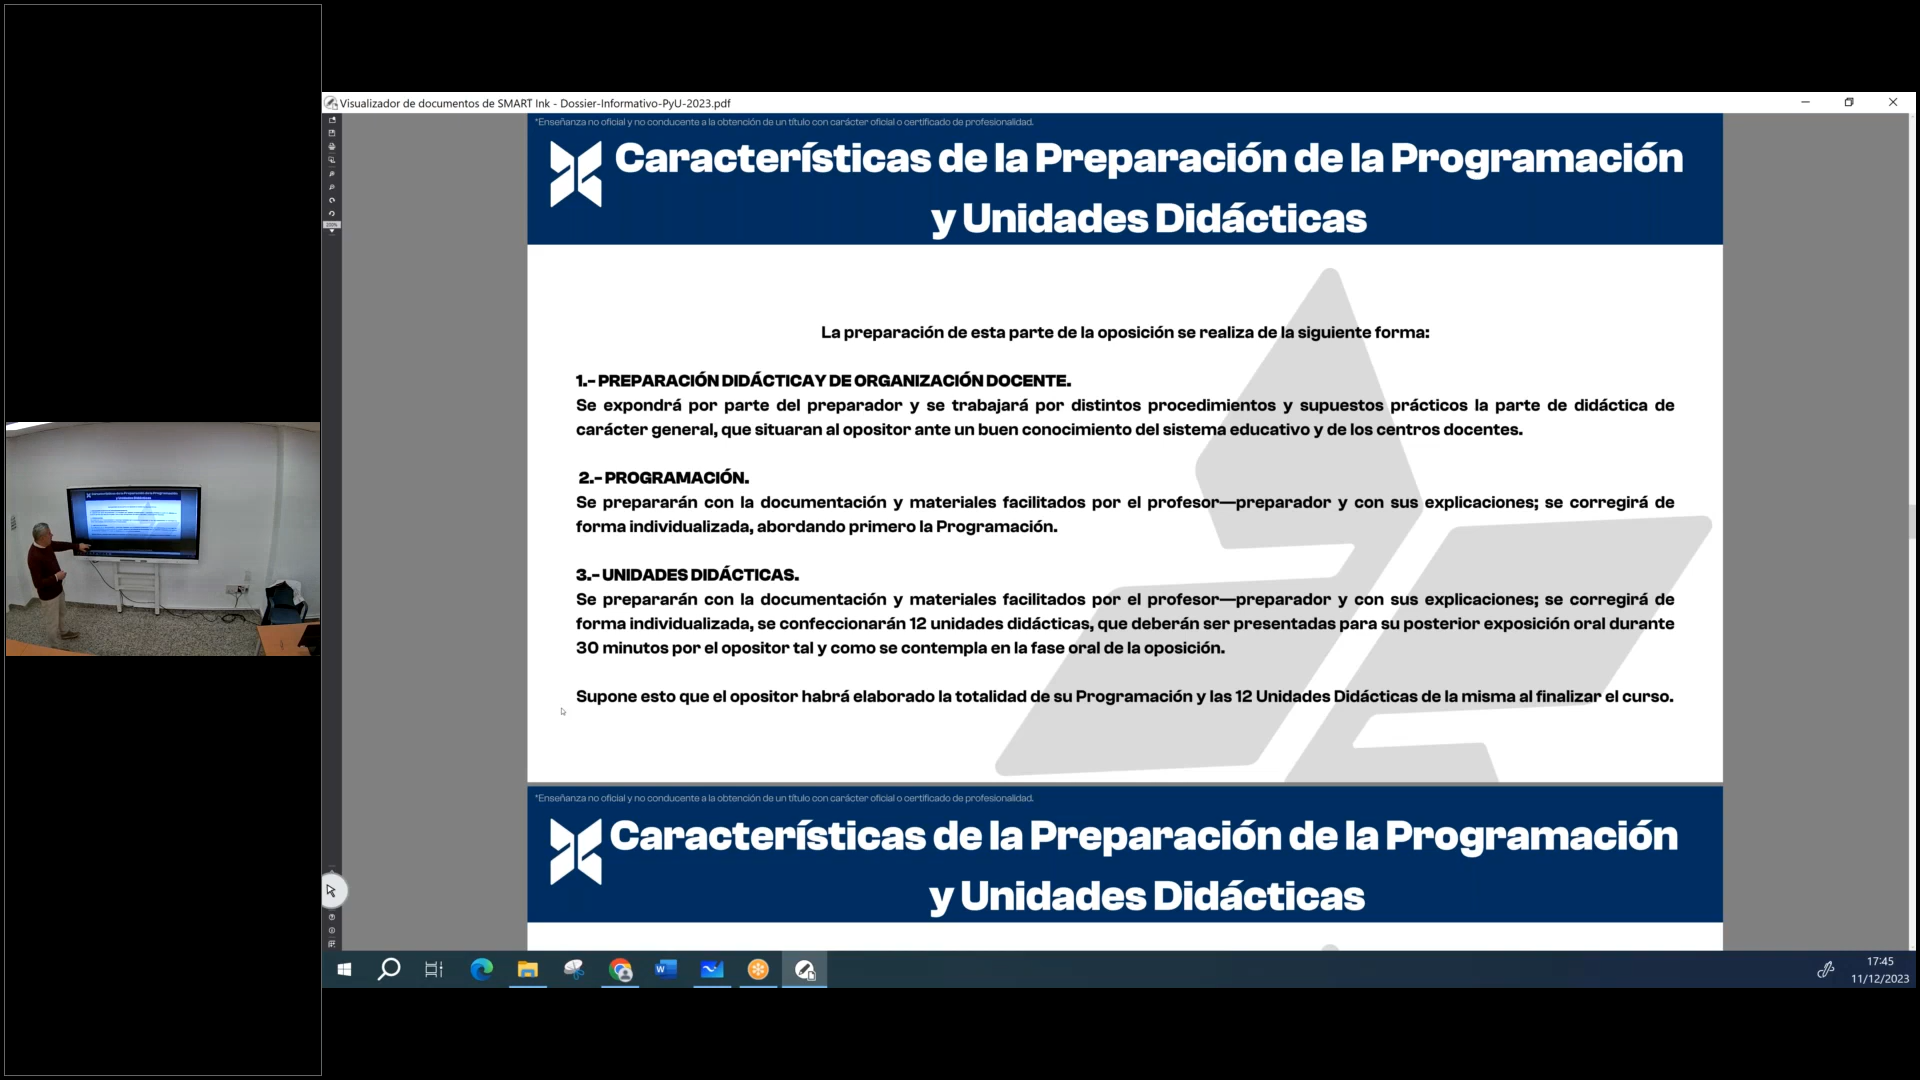 Visualizador de documentos de SMART Ink - Dossier-Informativo-PyU-2023.pdf
*Enseñanza no oficial y no conducente a la obtención de un título con carácter oficial o certificado de profesionalidad.
Características de la Preparación de la Programación
y Unidades Didácticas
La preparación de esta parte de la oposición se realiza de la siguiente forma:
1.- PREPARACIÓN DIDÁCTICA Y DE ORGANIZACIÓN DOCENTE.
Se expondrá por parte del preparador y se trabajará por distintos procedimientos y supuestos prácticos la parte de didáctica de
carácter general, que situaran al opositor ante un buen conocimiento del sistema educativo y de los centros docentes.
2.- PROGRAMACIÓN.
Se prepararán con la documentación y materiales facilitados por el profesor—preparador y con sus explicaciones; se corregirá de
forma individualizada, abordando primero la Programación.
3.- UNIDADES DIDÁCTICAS.
Se prepararán con la documentación y materiales facilitados por el profesor—preparador y con sus explicaciones; se corregirá de
forma individualizada, se confeccionarán 12 unidades didácticas, que deberán ser presentadas para su posterior exposición oral durante
30 minutos por el opositor tal y como se contempla en la fase oral de la oposición.
Supone esto que el opositor habrá elaborado la totalidad de su Programación y las 12 Unidades Didácticas de la misma al finalizar el curso.
*Enseñanza no oficial y no conducente a la obtención de un título con carácter oficial o certificado de profesionalidad.
Características de la Preparación de la Programación
y Unidades Didácticas
17:45
11/12/2023